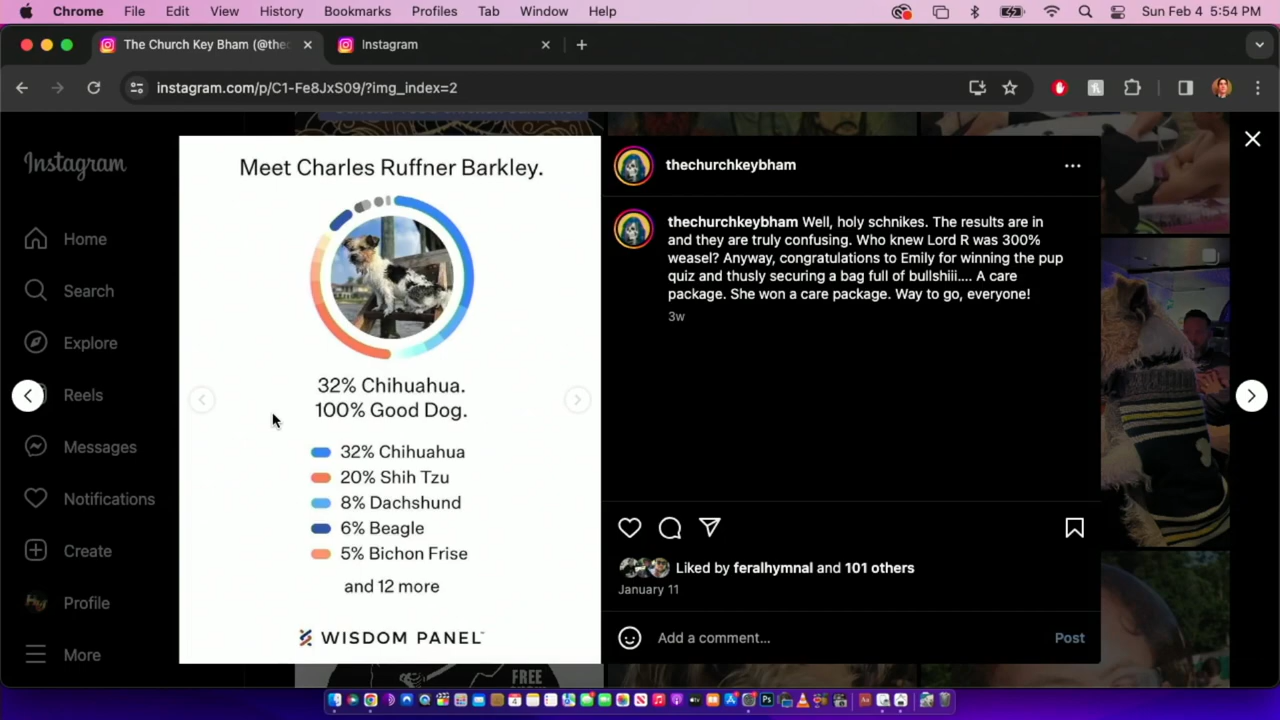 Chrome File Edit View History Bookmarks Profiles Tab Window Help Sun Feb 4 5:54 PM
The Church Key Bham (@thec Instagram
instagram.com/p/C1-Fe8JxS09/?img_index=2
Instagram
Home
Search
Explore
Reels
Messages
Notifications
Create
Profile
More
Meet Charles Ruffner Barkley.
32% Chihuahua.
100% Good Dog.
32% Chihuahua
20% Shih Tzu
8% Dachshund
6% Beagle
5% Bichon Frise
and 12 more
WISDOM PANEL
thechurchkeybham
thechurchkeybham Well, holy schnikes. The results are in
and they are truly confusing. Who knew Lord R was 300%
weasel? Anyway, congratulations to Emily for winning the pup
quiz and thusly securing a bag full of bullshiii.... A care
package. She won a care package. Way to go, everyone!
3w
Liked by feralhymnal and 101 others
January 11
Add a comment... Post
FREE